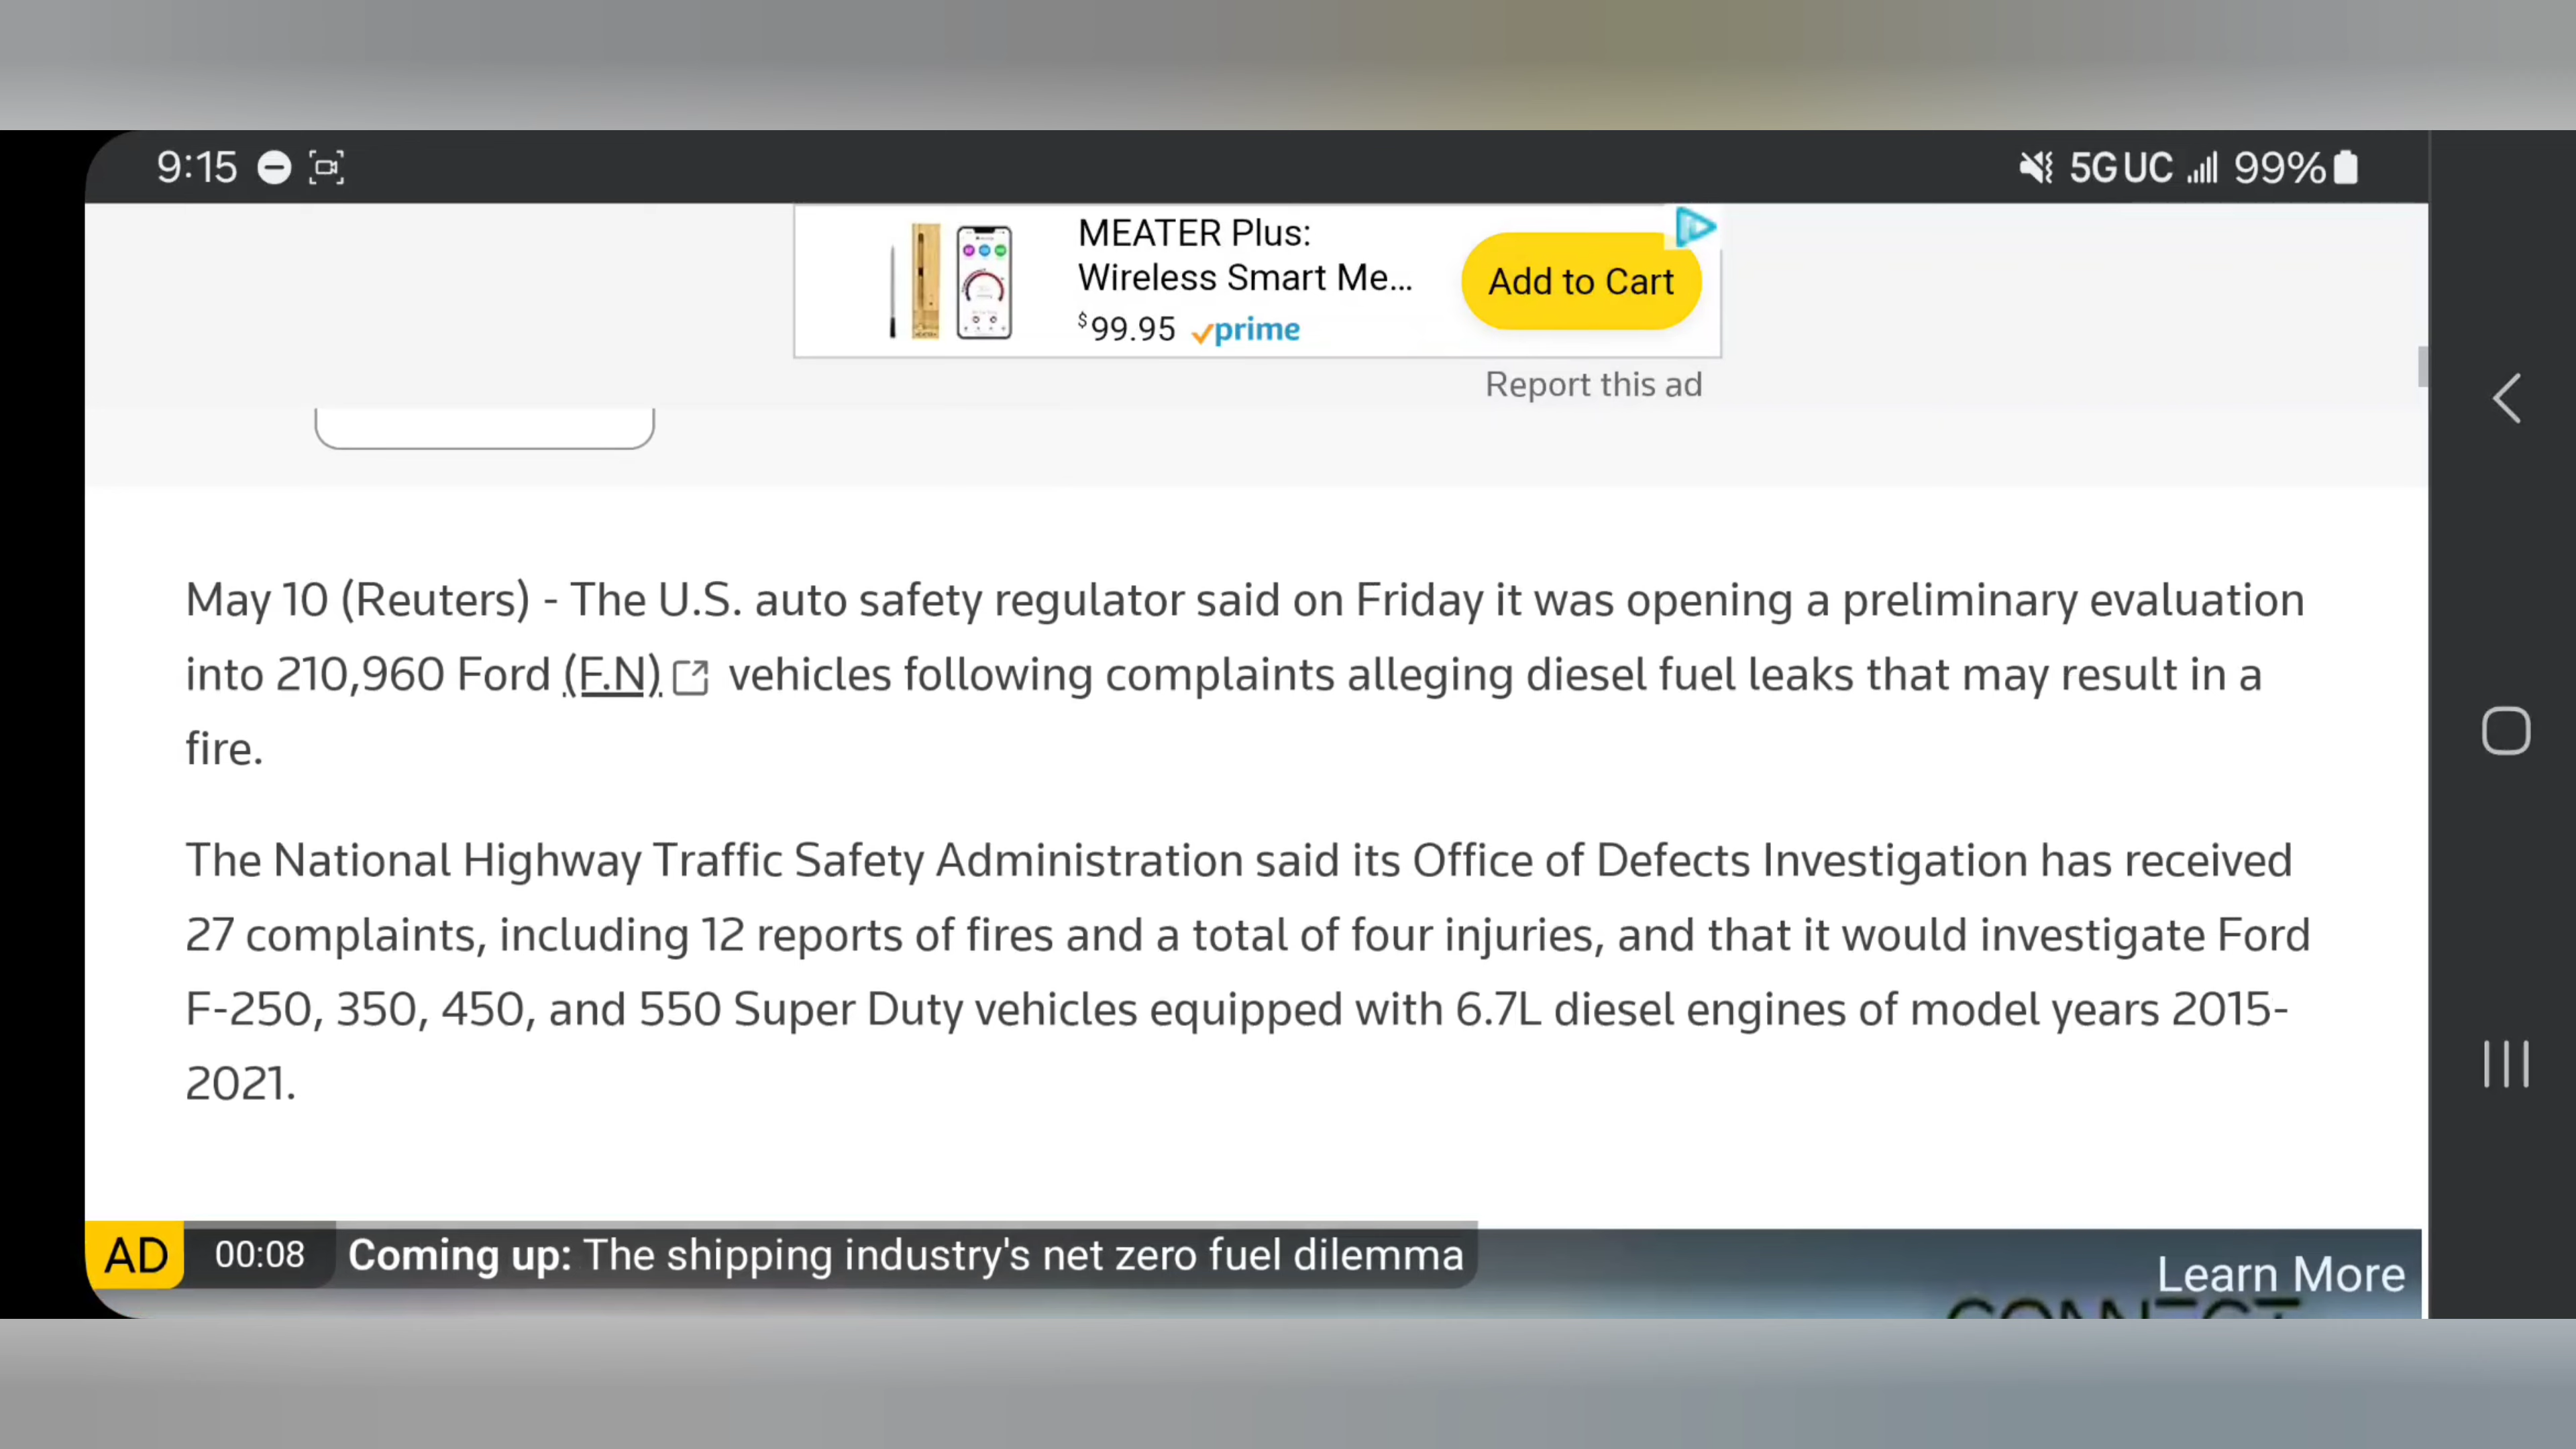 9:15
5G UC 99%
MEATER Plus:
Wireless Smart Me...
$99.95 prime
Add to Cart
Report this ad
May 10 (Reuters) - The U.S. auto safety regulator said on Friday it was opening a preliminary evaluation
into 210,960 Ford (F.N) vehicles following complaints alleging diesel fuel leaks that may result in a
fire.
The National Highway Traffic Safety Administration said its Office of Defects Investigation has received
27 complaints, including 12 reports of fires and a total of four injuries, and that it would investigate Ford
F-250, 350, 450, and 550 Super Duty vehicles equipped with 6.7L diesel engines of model years 2015-
2021.
AD 00:08 Coming up: The shipping industry's net zero fuel dilemma
Learn More